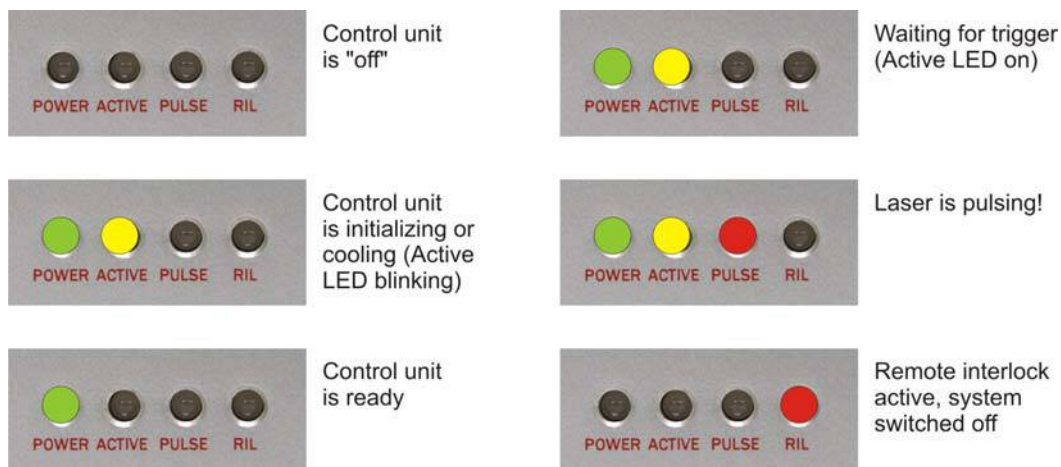 Control unit
is "off"
POWER ACTIVE PULSE RIL
Control unit
is initializing or
cooling (Active
LED blinking)
POWER ACTIVE PULSE RIL
Control unit
is ready
POWER ACTIVE PULSE RIL
Waiting for trigger
(Active LED on)
POWER ACTIVE PULSE RIL
Laser is pulsing!
POWER ACTIVE PULSE RIL
Remote interlock
active, system
switched off
POWER ACTIVE PULSE RIL